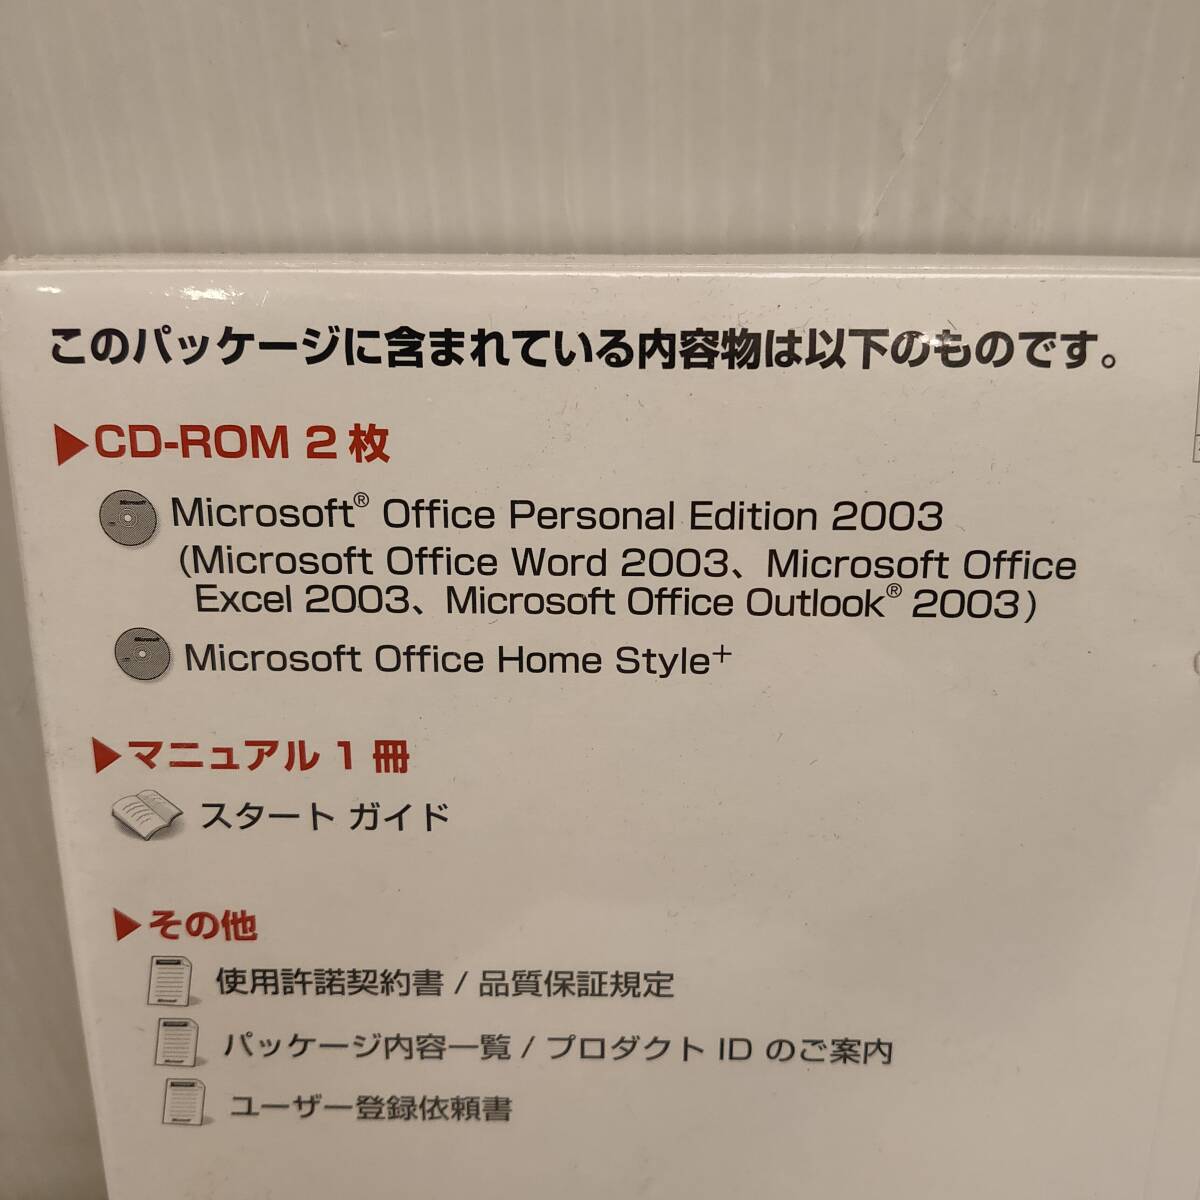 このパッケージに含まれている内容物は以下のものです。
▶CD-ROM 2枚
Microsoft® Office Personal Edition 2003
(Microsoft Office Word 2003、Microsoft Office
Excel 2003、Microsoft Office Outlook® 2003)
Microsoft Office Home Style+
▶マニュアル 1 冊
スタート ガイド
▶その他
使用許諾契約書 / 品質保証規定
パッケージ内容一覧 / プロダクト ID のご案内
ユーザー登録依頼書